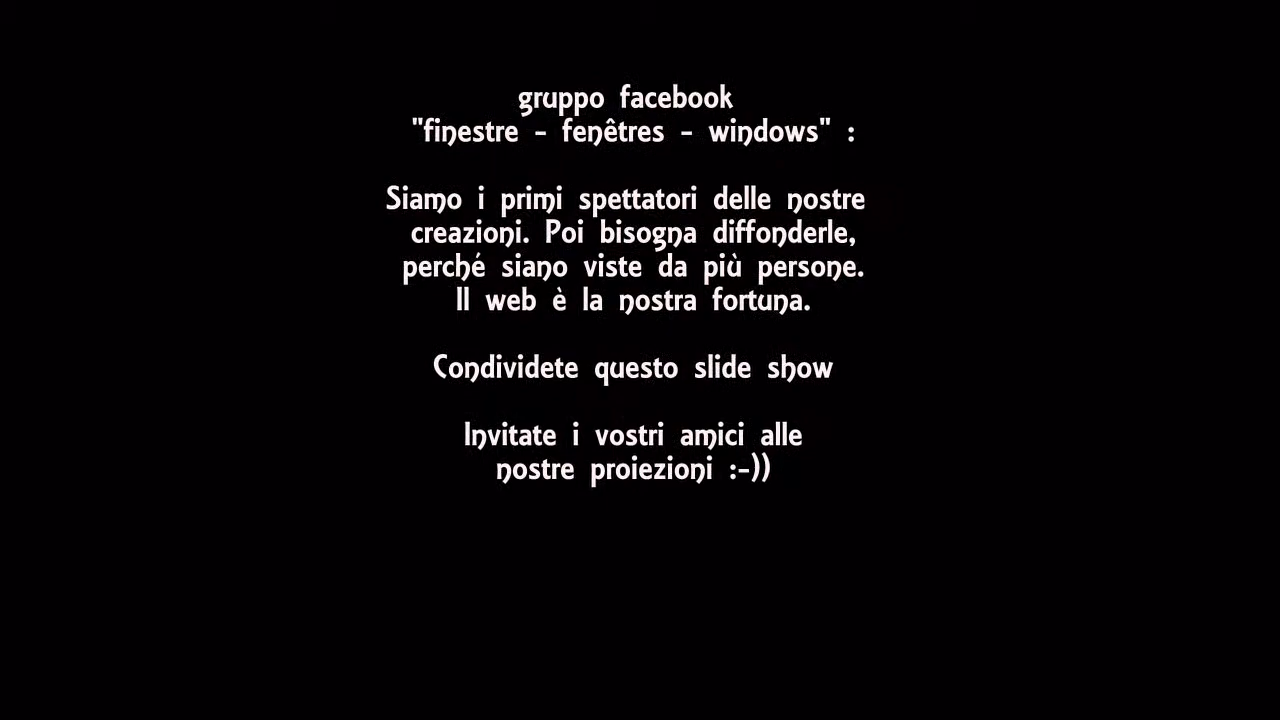 gruppo facebook
"finestre - fenêtres - windows" :
Siamo i primi spettatori delle nostre
creazioni. Poi bisogna diffonderle,
perché siano viste da più persone.
Il web è la nostra fortuna.
Condividete questo slide show
Invitate i vostri amici alle
nostre proiezioni :-))